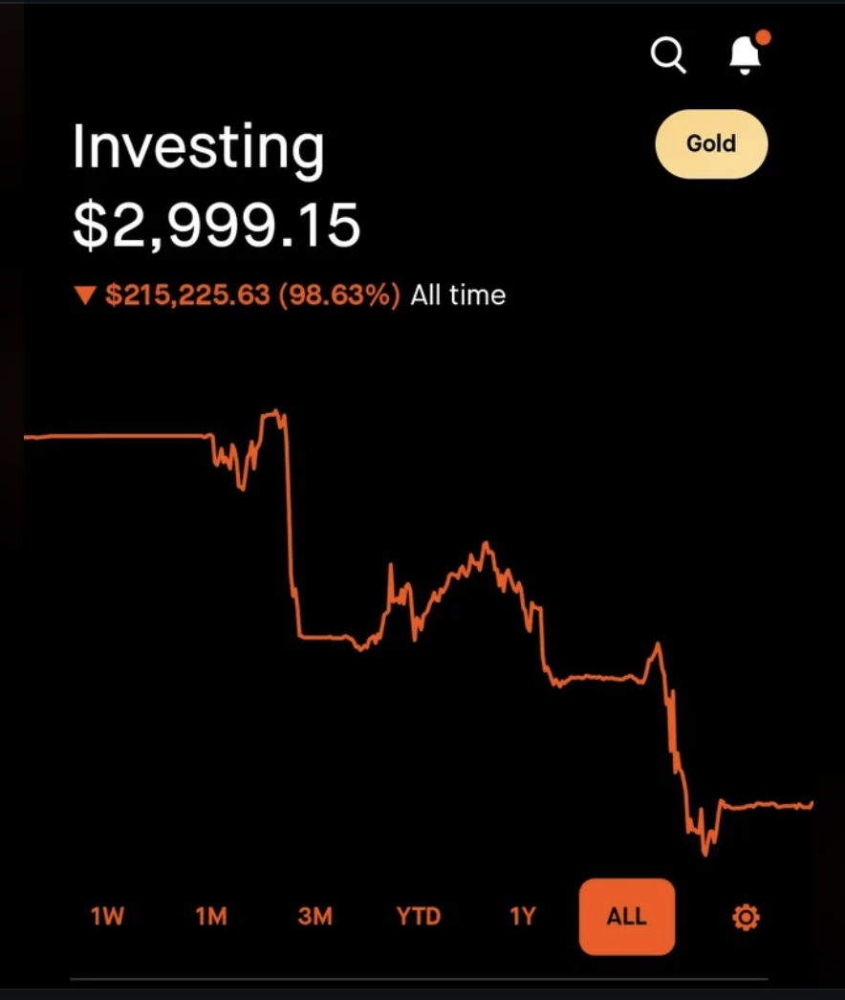 Gold
Investing
$2,999.15
▼ $215,225.63 (98.63%) All time
1W 1M 3M YTD 1Y ALL